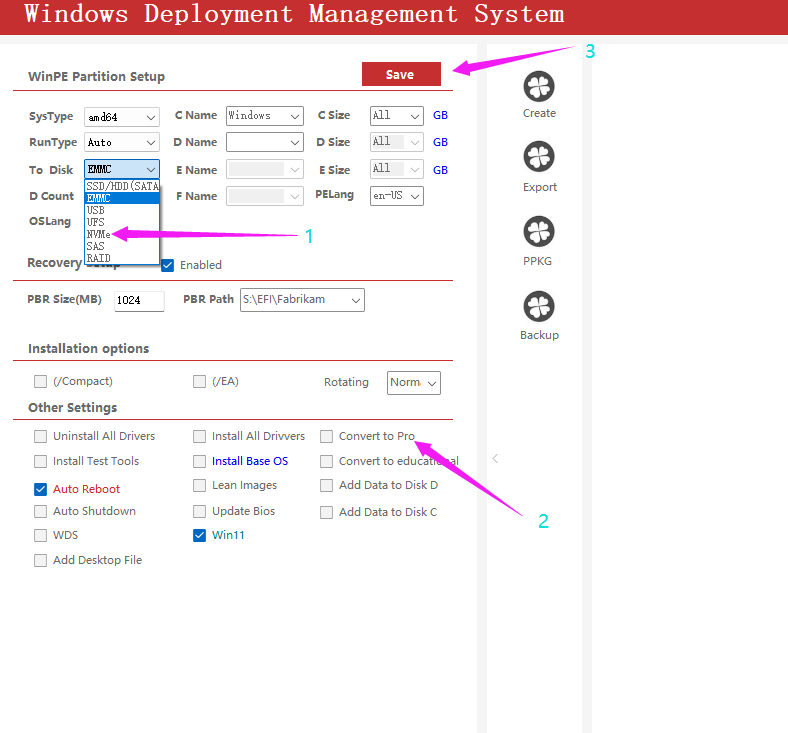 Windows Deployment Management System
3
WinPE Partition Setup
Save
SysType amd64 C Name Windows C Size All GB
RunType Auto D Name D Size All GB
To Disk EMMC E Name E Size All GB
D Count F Name PELang en-US
OSLang
SSD/HDD(SATA
EMMC
USB
UFS
NVMe
SAS
RAID
1
Recovery Enabled
PBR Size(MB) 1024 PBR Path S:\EFI\Fabrikam
Installation options
(/Compact) (/EA) Rotating Norm
Other Settings
Uninstall All Drivers Install All Drivvers Convert to Pro
Install Test Tools Install Base OS Convert to educational
Auto Reboot Lean Images Add Data to Disk D
Auto Shutdown Update Bios Add Data to Disk C
WDS Win11
Add Desktop File
2
Create
Export
PPKG
Backup